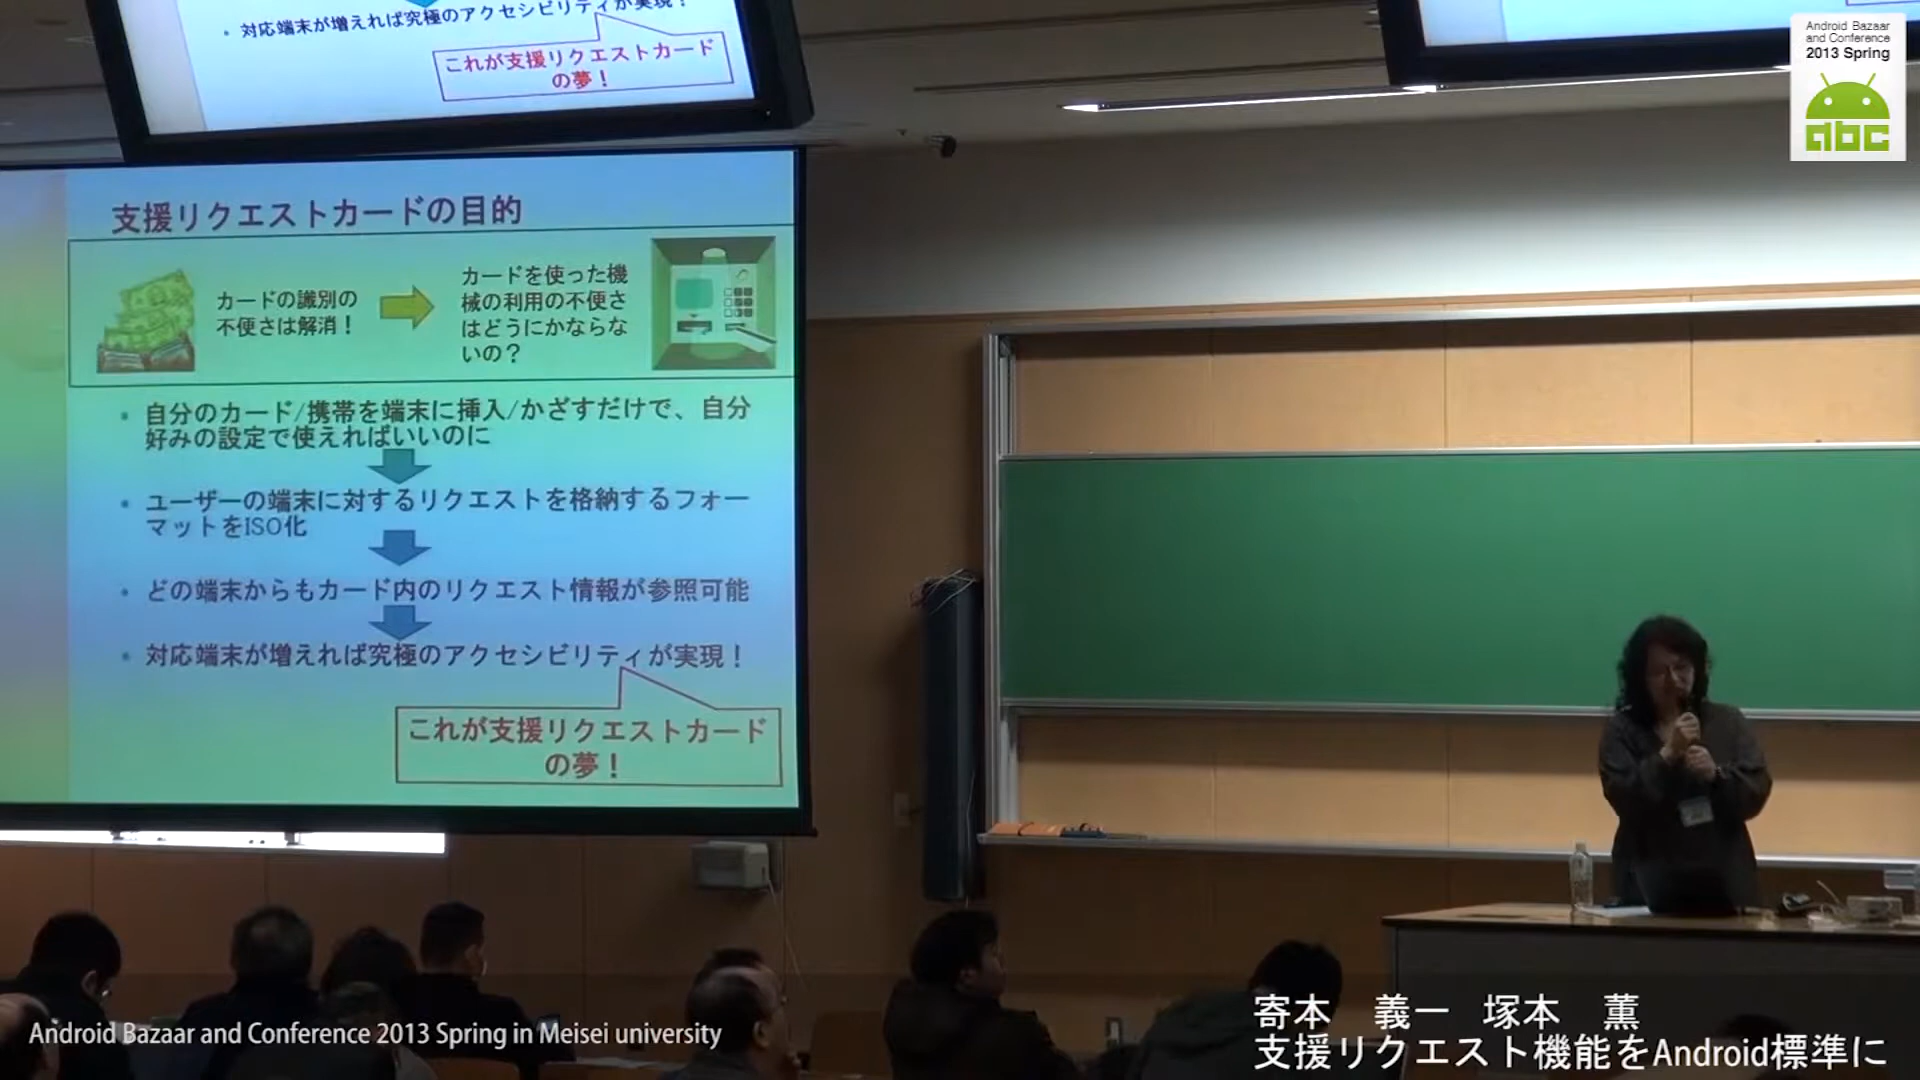 対応端末が増えれば究極のアクセシビリティが実現！
これが支援リクエストカード
の夢！
Android Bazaar
and Conference
2013 Spring
abc
支援リクエストカードの目的
カードの識別の
不便さは解消！
カードを使った機
械の利用の不便さ
はどうにかならな
いの？
• 自分のカード/携帯を端末に挿入/かざすだけで、自分
好みの設定で使えればいいのに
• ユーザーの端末に対するリクエストを格納するフォー
マットをISO化
• どの端末からもカード内のリクエスト情報が参照可能
• 対応端末が増えれば究極のアクセシビリティが実現！
これが支援リクエストカード
の夢！
Android Bazaar and Conference 2013 Spring in Meisei university
寄本　義一　塚本　薫
支援リクエスト機能をAndroid標準に